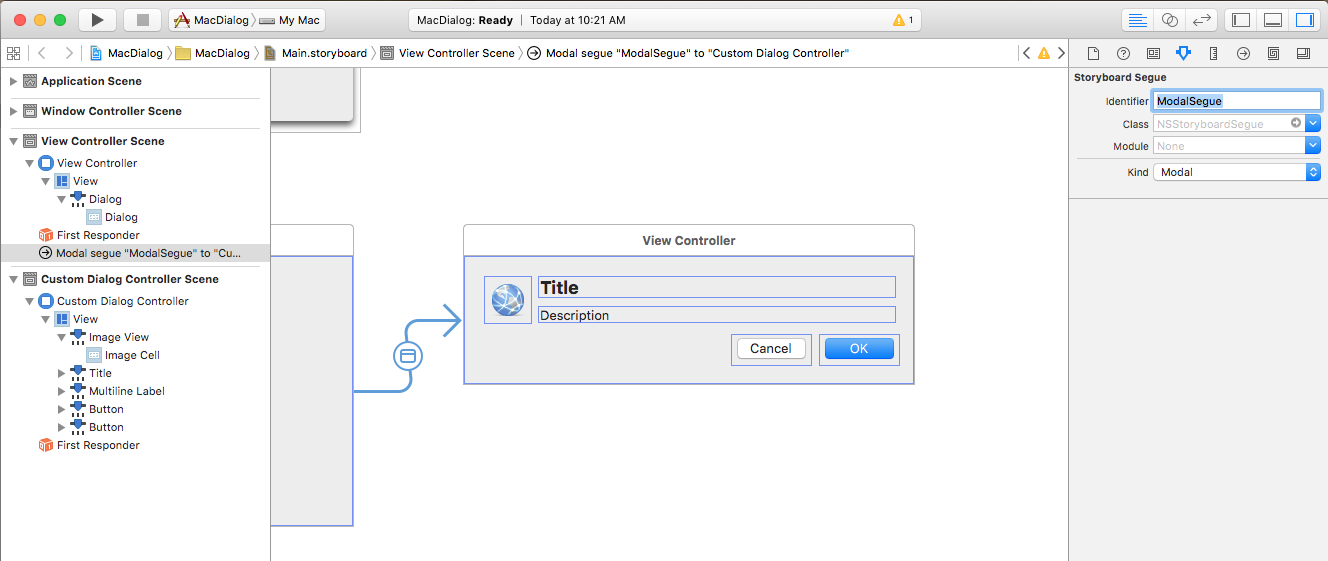 MacDialog My Mac
MacDialog: Ready | Today at 10:21 AM
1
MacDialog MacDialog Main.storyboard View Controller Scene Modal segue "ModalSegue" to "Custom Dialog Controller"
Application Scene
Window Controller Scene
View Controller Scene
View Controller
View
Dialog
Dialog
First Responder
Modal segue "ModalSegue" to "Cu...
Custom Dialog Controller Scene
Custom Dialog Controller
View
Image View
Image Cell
Title
Multiline Label
Button
Button
First Responder
View Controller
Title
Description
Cancel OK
Storyboard Segue
Identifier ModalSegue
Class NSStoryboardSegue
Module None
Kind Modal